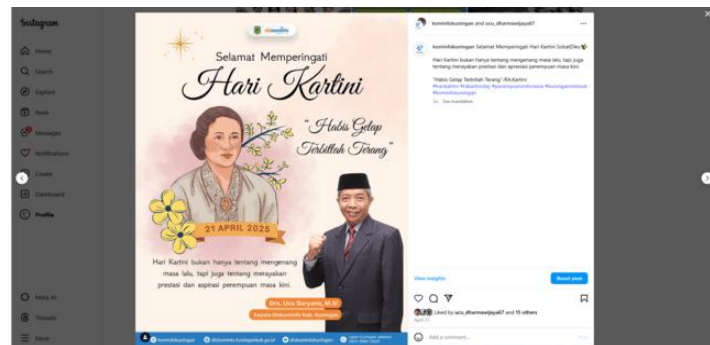 Instagram
Home
Search
Explore
Reels
Messages
Notifications
Create
Dashboard
Profile
Meta AI
Threads
More
diskominfo
Selamat Memperingati
Hari Kartini
"Habis Gelap
Terbitlah Terang"
21 APRIL 2025
Hari Kartini bukan hanya tentang mengenang
masa lalu, tapi juga tentang merayakan
prestasi dan aspirasi perempuan masa kini.
Drs. Ucu Suryana, M.Si
Kepala Diskominfo Kab. Kuningan
kominfokuningan
diskominfo.kuningankab.go.id
diskominfokuningan
kominfokuningan and ucu_dharmawijaya67
kominfokuningan Selamat Memperingati Hari Kartini
Hari Kartini bukan hanya tentang mengenang masa lalu, tapi juga
tentang merayakan prestasi dan aspirasi perempuan masa kini.
"Habis Gelap Terbitlah Terang"-RA.Kartini
See translation
View insights
Boost post
Liked by ucu_dharmawijaya67 and 15 others
April 21
Add a comment...
Post